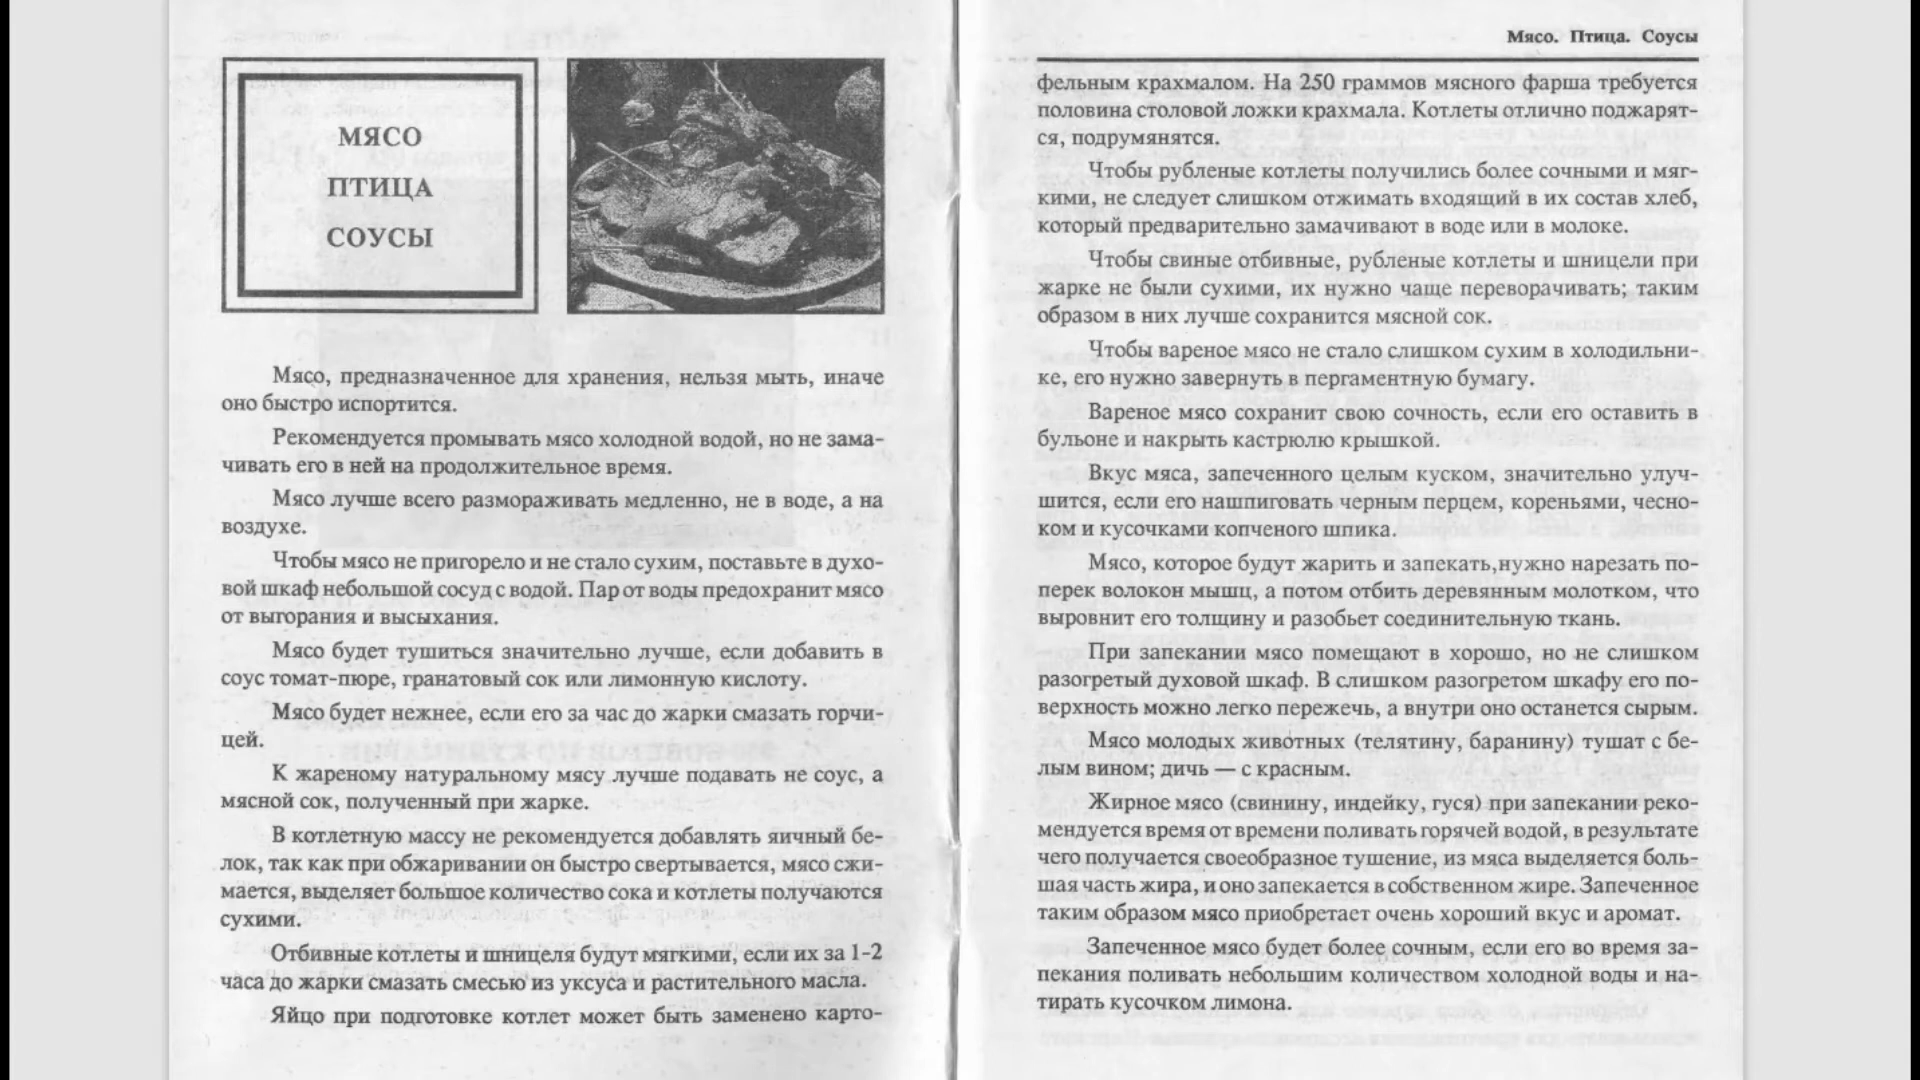 МЯСО
ПТИЦА
СОУСЫ
Мясо, предназначенное для хранения, нельзя мыть, иначе
оно быстро испортится.
Рекомендуется промывать мясо холодной водой, но не зама-
чивать его в ней на продолжительное время.
Мясо лучше всего размораживать медленно, не в воде, а на
воздухе.
Чтобы мясо не пригорело и не стало сухим, поставьте в духо-
вой шкаф небольшой сосуд с водой. Пар от воды предохранит мясо
от выгорания и высыхания.
Мясо будет тушиться значительно лучше, если добавить в
соус томат-пюре, гранатовый сок или лимонную кислоту.
Мясо будет нежнее, если его за час до жарки смазать горчи-
цей.
К жареному натуральному мясу лучше подавать не соус, а
мясной сок, полученный при жарке.
В котлетную массу не рекомендуется добавлять яичный бе-
лок, так как при обжаривании он быстро свертывается, мясо сжи-
мается, выделяет большое количество сока и котлеты получаются
сухими.
Отбивные котлеты и шницеля будут мягкими, если их за 1-2
часа до жарки смазать смесью из уксуса и растительного масла.
Яйцо при подготовке котлет может быть заменено карто-
Мясо. Птица. Соусы
фельным крахмалом. На 250 граммов мясного фарша требуется
половина столовой ложки крахмала. Котлеты отлично поджарят-
ся, подрумянятся.
Чтобы рубленые котлеты получились более сочными и мяг-
кими, не следует слишком отжимать входящий в их состав хлеб,
который предварительно замачивают в воде или в молоке.
Чтобы свиные отбивные, рубленые котлеты и шницели при
жарке не были сухими, их нужно чаще переворачивать; таким
образом в них лучше сохранится мясной сок.
Чтобы вареное мясо не стало слишком сухим в холодильни-
ке, его нужно завернуть в пергаментную бумагу.
Вареное мясо сохранит свою сочность, если его оставить в
бульоне и накрыть кастрюлю крышкой.
Вкус мяса, запеченного целым куском, значительно улуч-
шится, если его нашпиговать черным перцем, кореньями, чесно-
ком и кусочками копченого шпика.
Мясо, которое будут жарить и запекать,нужно нарезать по-
перек волокон мышц, а потом отбить деревянным молотком, что
выровнит его толщину и разобьет соединительную ткань.
При запекании мясо помещают в хорошо, но не слишком
разогретый духовой шкаф. В слишком разогретом шкафу его по-
верхность можно легко пережечь, а внутри оно останется сырым.
Мясо молодых животных (телятину, баранину) тушат с бе-
лым вином; дичь — с красным.
Жирное мясо (свинину, индейку, гуся) при запекании реко-
мендуется время от времени поливать горячей водой, в результате
чего получается своеобразное тушение, из мяса выделяется боль-
шая часть жира, и оно запекается в собственном жире. Запеченное
таким образом мясо приобретает очень хороший вкус и аромат.
Запеченное мясо будет более сочным, если его во время за-
пекания поливать небольшим количеством холодной воды и на-
тирать кусочком лимона.